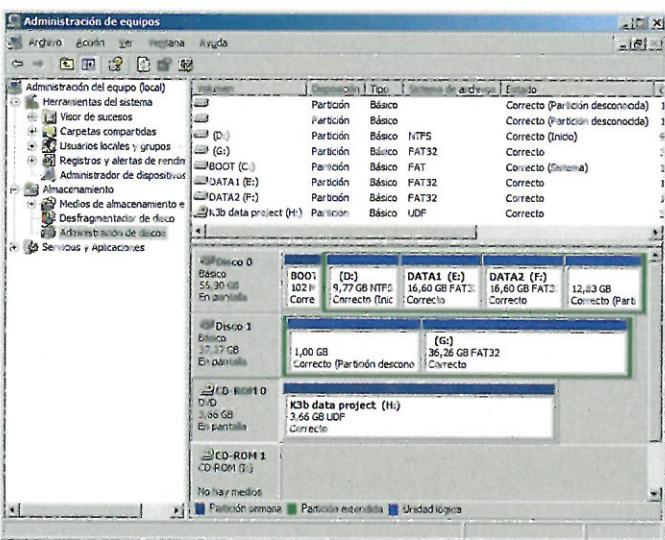 Administración de equipos
Archivo Acción Ver Ventana Ayuda
Administración del equipo (local)
Herramientas del sistema
Visor de sucesos
Carpetas compartidas
Usuarios locales y grupos
Registros y alertas de rendim
Administrador de dispositivos
Almacenamiento
Medios de almacenamiento e
Desfragmentador de disco
Administración de discos
Servicios y Aplicaciones
Volumen Disposición Tipo Sistema de archivos Estado
Partición Básico Correcto (Partición desconocida)
Partición Básico Correcto (Partición desconocida)
(D:) Partición Básico NTFS Correcto (Inicio)
(G:) Partición Básico FAT32 Correcto
BOOT (C:) Partición Básico FAT Correcto (Sistema)
DATA1 (E:) Partición Básico FAT32 Correcto
DATA2 (F:) Partición Básico FAT32 Correcto
K3b data project (H:) Partición Básico UDF Correcto
Disco 0
Básico
55,90 GB
En pantalla
BOOT
102 M
Corre
(D:)
9,77 GB NTFS
Correcto (Inic
DATA1 (E:)
16,60 GB FAT3
Correcto
DATA2 (F:)
16,60 GB FAT3
Correcto
12,83 GB
Correcto (Part
Disco 1
Básico
37,27 GB
En pantalla
1,00 GB
Correcto (Partición descono
(G:)
36,26 GB FAT32
Correcto
CD-ROM 0
DVD
3,66 GB
En pantalla
K3b data project (H:)
3,66 GB UDF
Correcto
CD-ROM 1
CD-ROM (I:)
No hay medios
Partición primaria Partición extendida Unidad lógica